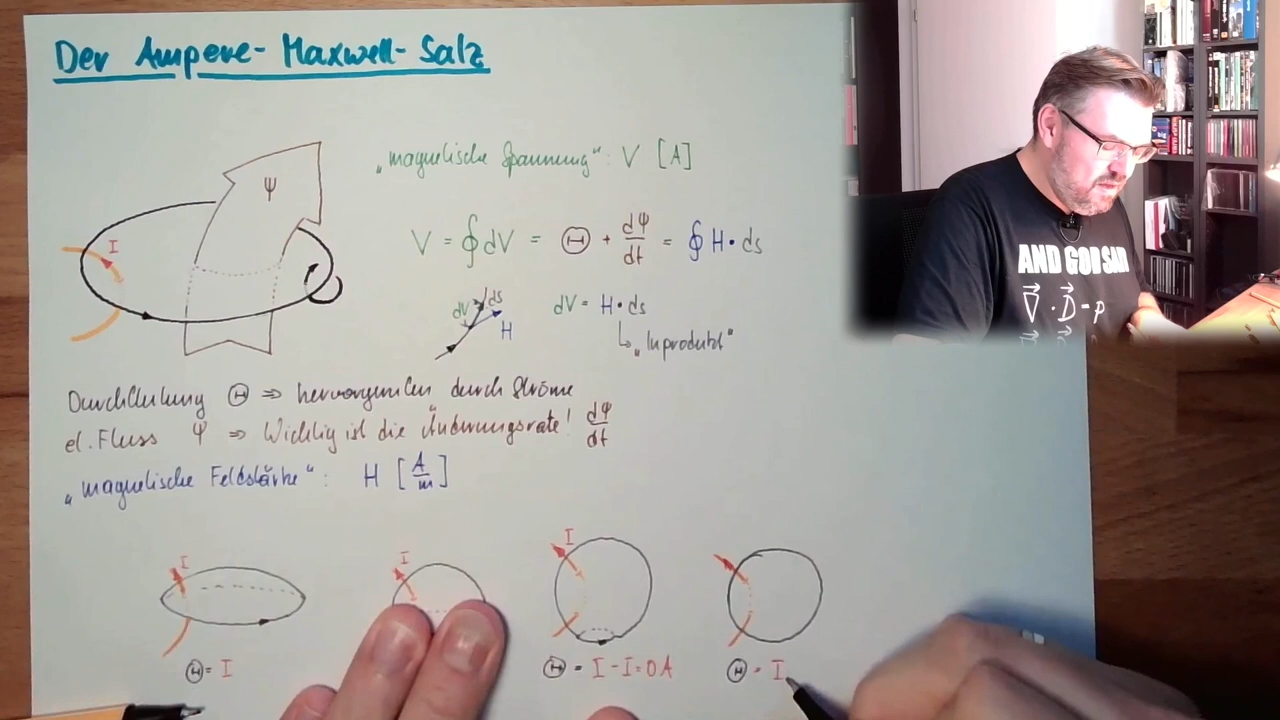 Der Ampere-Maxwell-Satz
Ψ
I
„magnetische Spannung": V [A]
V = ∮dV = Θ + dΨ/dt = ∮ H • ds
dV ds H
dV = H • ds
↳ „Inprodukt"
Durchflutung Θ ⇒ hervorgerufen durch Ströme
el. Fluss Ψ ⇒ Wichtig ist die Änderungsrate! dΨ/dt
„magnetische Feldstärke": H [A/m]
I
I
I
Θ = I
Θ = I - I = 0A
Θ = I
AND GOD SAID
∇ • D = ρ